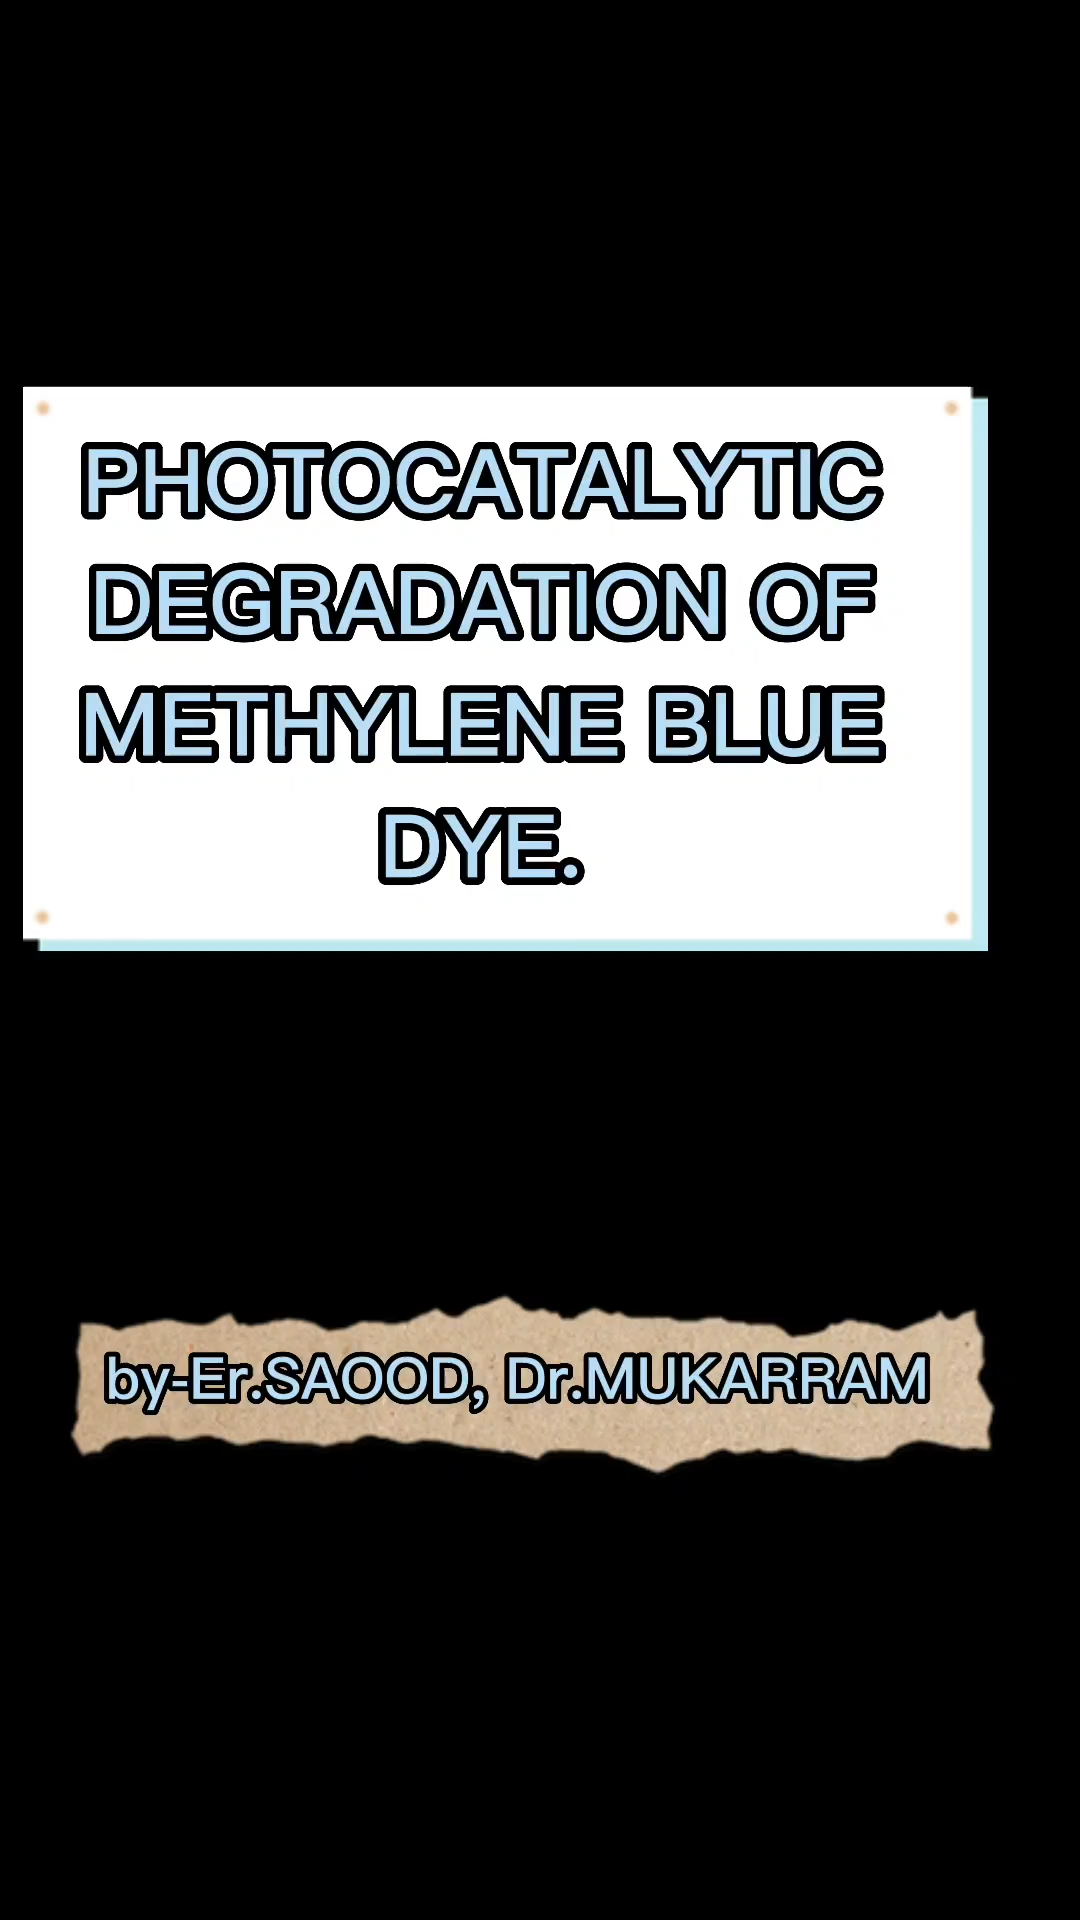 PHOTOCATALYTIC
DEGRADATION OF
METHYLENE BLUE
DYE.
by-Er.SAOOD, Dr.MUKARRAM